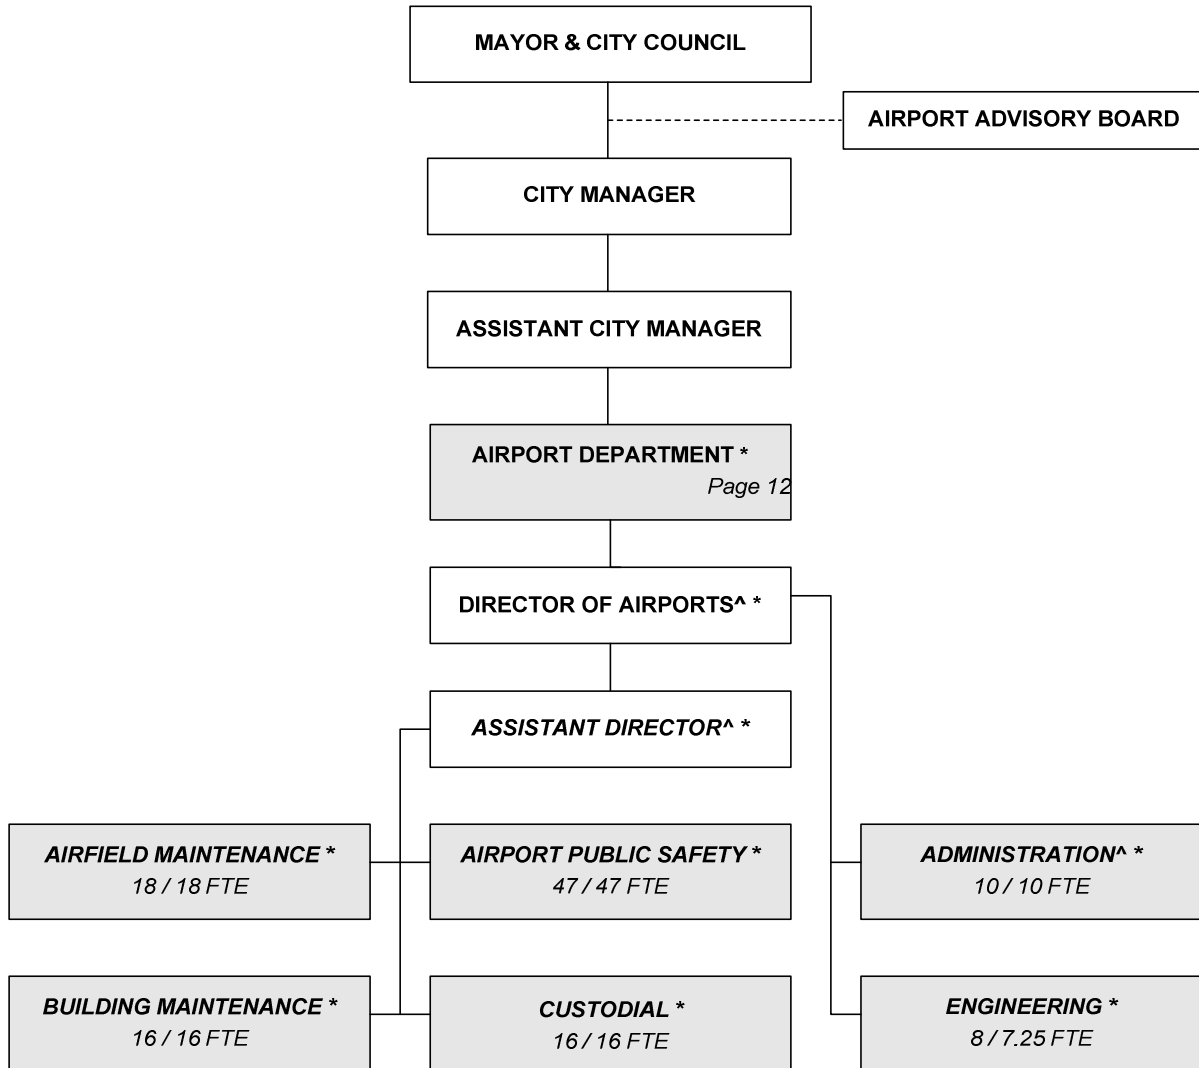 MAYOR & CITY COUNCIL
AIRPORT ADVISORY BOARD
CITY MANAGER
ASSISTANT CITY MANAGER
AIRPORT DEPARTMENT *
Page 12
DIRECTOR OF AIRPORTS^ *
ASSISTANT DIRECTOR^ *
AIRFIELD MAINTENANCE *
18 / 18 FTE
AIRPORT PUBLIC SAFETY *
47 / 47 FTE
ADMINISTRATION^ *
10 / 10 FTE
BUILDING MAINTENANCE *
16 / 16 FTE
CUSTODIAL *
16 / 16 FTE
ENGINEERING *
8 / 7.25 FTE